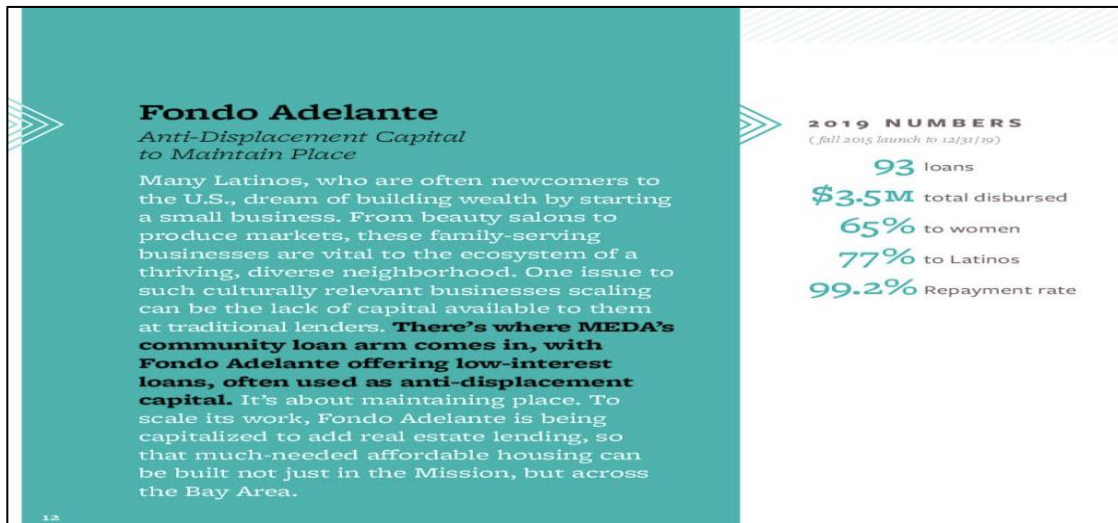 Fondo Adelante
Anti-Displacement Capital
to Maintain Place
Many Latinos, who are often newcomers to
the U.S., dream of building wealth by starting
a small business. From beauty salons to
produce markets, these family-serving
businesses are vital to the ecosystem of a
thriving, diverse neighborhood. One issue to
such culturally relevant businesses scaling
can be the lack of capital available to them
at traditional lenders. There's where MEDA's
community loan arm comes in, with
Fondo Adelante offering low-interest
loans, often used as anti-displacement
capital. It's about maintaining place. To
scale its work, Fondo Adelante is being
capitalized to add real estate lending, so
that much-needed affordable housing can
be built not just in the Mission, but across
the Bay Area.
12
2019 NUMBERS
(fall 2015 launch to 12/31/19)
93 loans
$3.5M total disbursed
65% to women
77% to Latinos
99.2% Repayment rate